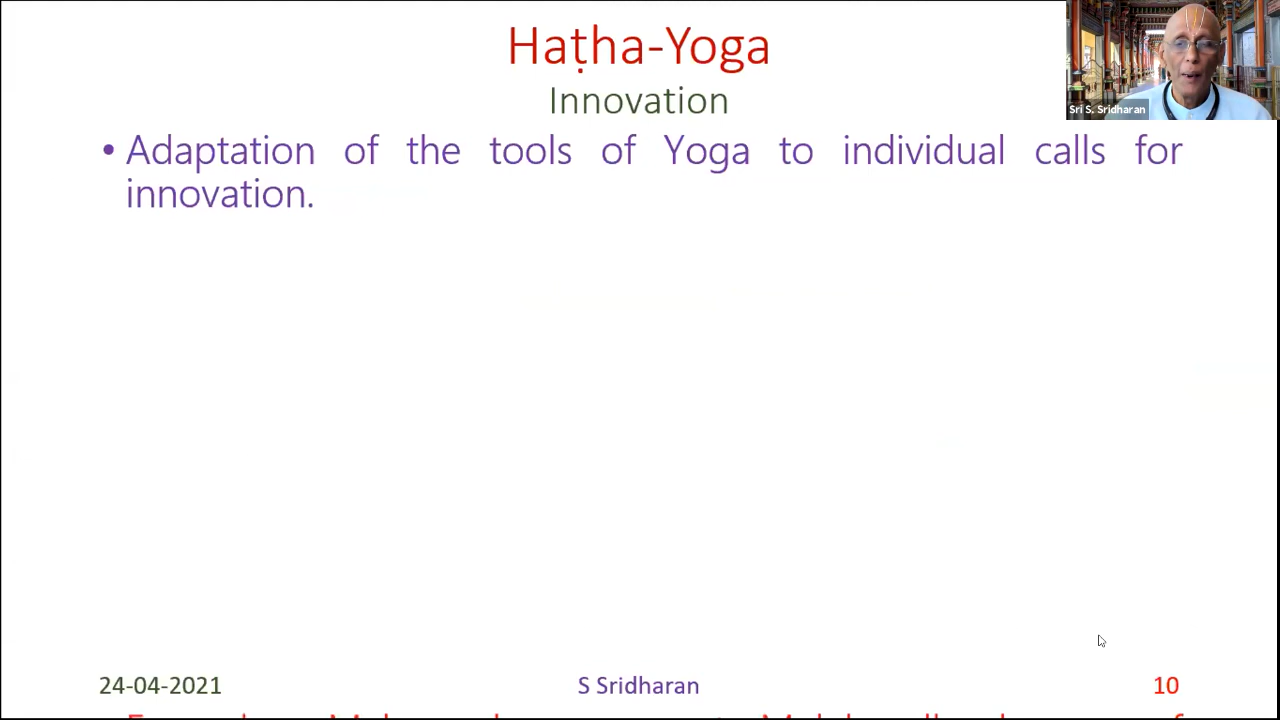 Haṭha-Yoga
Innovation
Sri S. Sridharan
• Adaptation of the tools of Yoga to individual calls for
innovation.
24-04-2021
S Sridharan
10